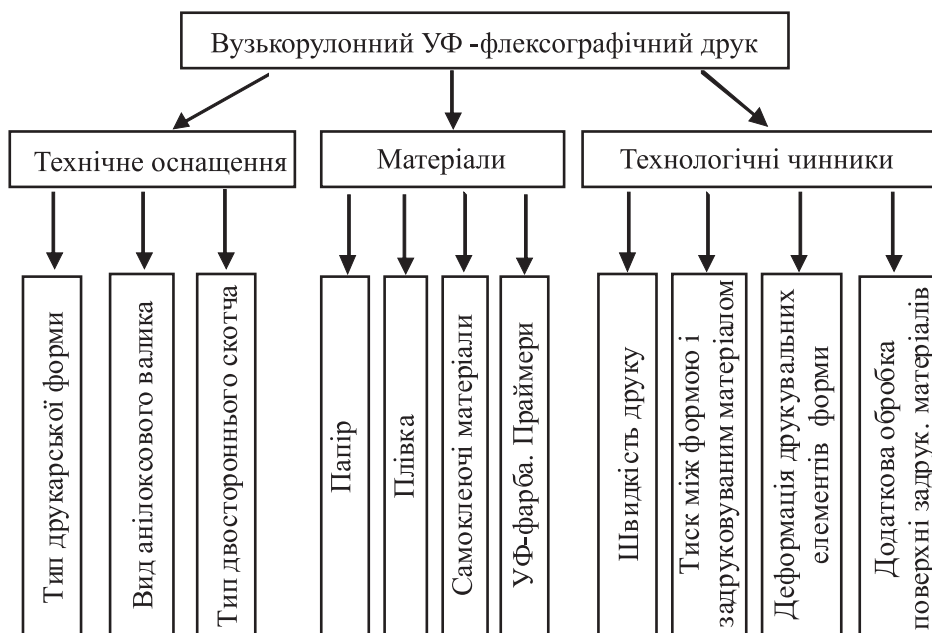 Вузькорулонний УФ -флексографічний друк
Технічне оснащення
Матеріали
Технологічні чинники
Тип друкарської форми
Вид анілоксового валика
Тип двостороннього скотча
Папір
Плівка
Самоклеючі матеріали
УФ-фарба. Праймери
Швидкість друку
Тиск між формою і
задруковуваним матеріалом
Деформація друкувальних
елементів форми
Додаткова обробка
поверхні задрук. матеріалів